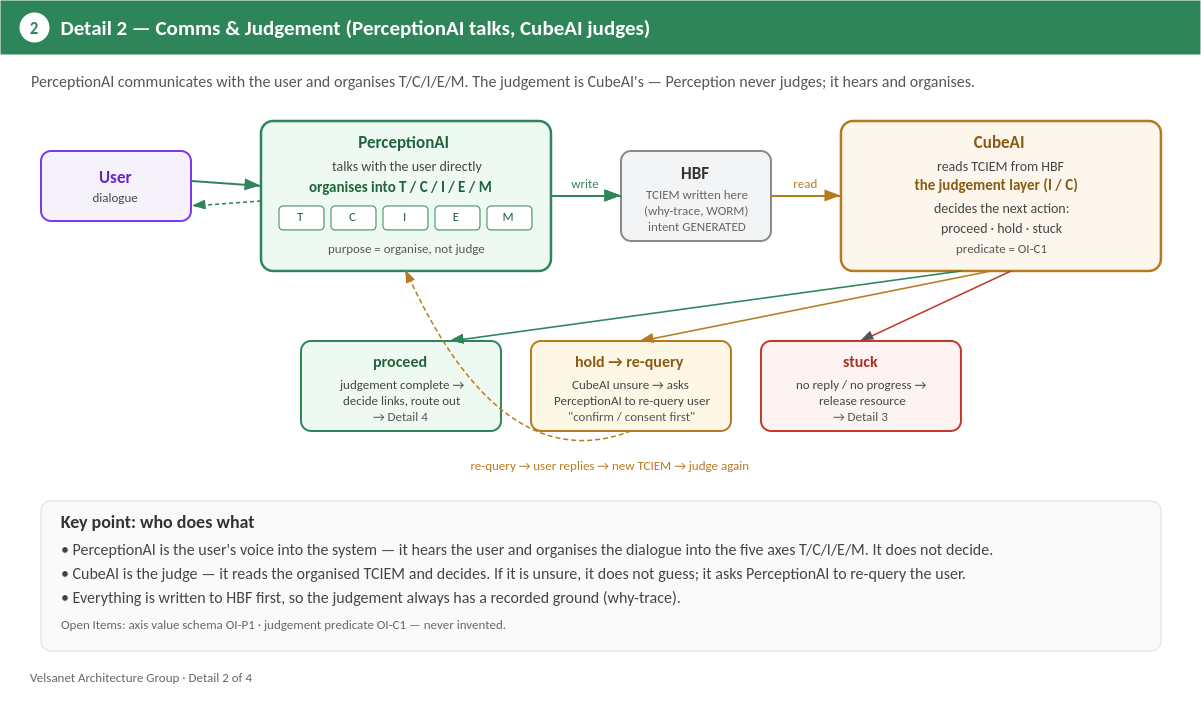 2
Detail 2 — Comms & Judgement (PerceptionAI talks, CubeAI judges)
PerceptionAI communicates with the user and organises T/C/I/E/M. The judgement is CubeAI's — Perception never judges; it hears and organises.
User
dialogue
PerceptionAI
talks with the user directly
organises into T / C / I / E / M
T
C
I
E
M
purpose = organise, not judge
write
HBF
TCIEM written here
(why-trace, WORM)
intent GENERATED
read
CubeAI
reads TCIEM from HBF
the judgement layer (I / C)
decides the next action:
proceed · hold · stuck
predicate = OI-C1
proceed
judgement complete →
decide links, route out
→ Detail 4
hold → re-query
CubeAI unsure → asks
PerceptionAI to re-query user
"confirm / consent first"
stuck
no reply / no progress →
release resource
→ Detail 3
re-query → user replies → new TCIEM → judge again
Key point: who does what
• PerceptionAI is the user's voice into the system — it hears the user and organises the dialogue into the five axes T/C/I/E/M. It does not decide.
• CubeAI is the judge — it reads the organised TCIEM and decides. If it is unsure, it does not guess; it asks PerceptionAI to re-query the user.
• Everything is written to HBF first, so the judgement always has a recorded ground (why-trace).
Open Items: axis value schema OI-P1 · judgement predicate OI-C1 — never invented.
Velsanet Architecture Group · Detail 2 of 4